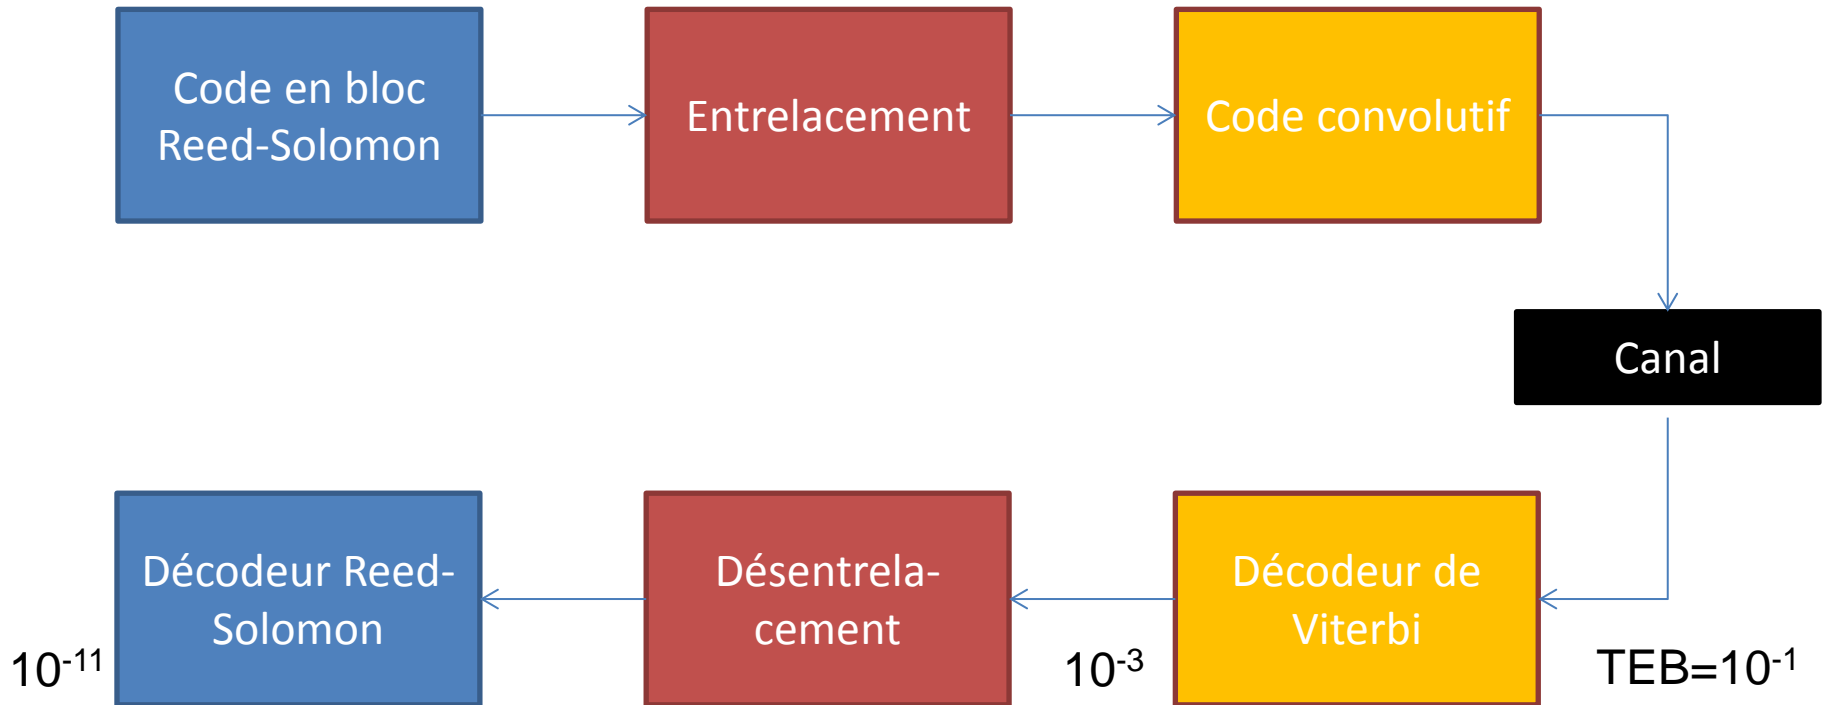 Code en bloc
Reed-Solomon
Entrelacement
Code convolutif
Canal
Décodeur Reed-
Solomon
Désentrela-
cement
Décodeur de
Viterbi
10⁻¹¹
10⁻³
TEB=10⁻¹